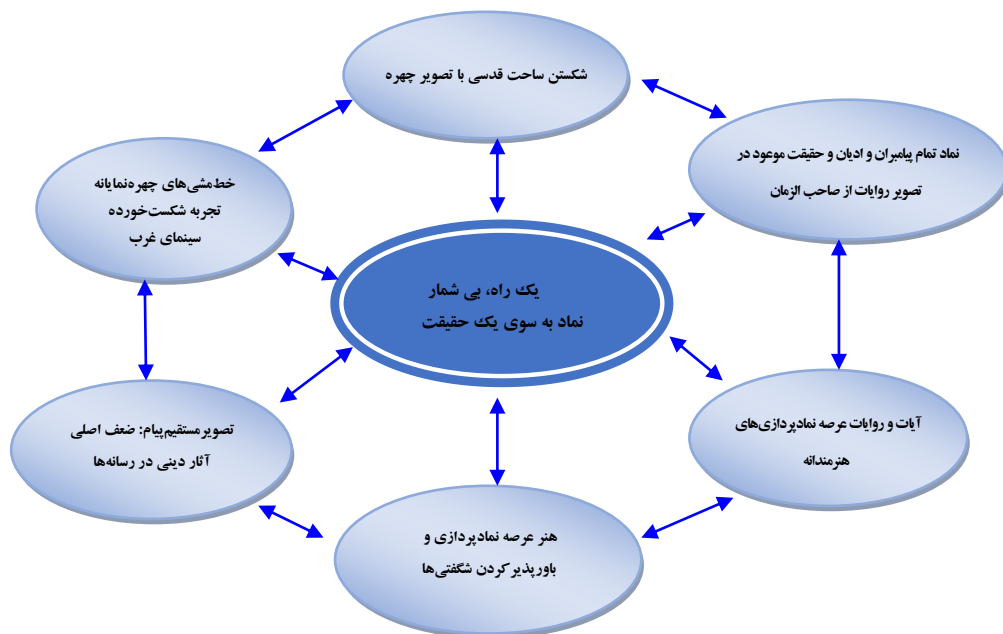 شکستن ساحت قدسی با تصویر چهره
نماد تمام پیامبران و ادیان و حقیقت موعود در
تصویر روایات از صاحب الزمان
خط‌مشی‌های چهره‌نمایانه
تجربه شکست‌خورده
سینمای غرب
یک راه، بی شمار
نماد به سوی یک حقیقت
آیات و روایات عرصه نمادپردازی‌های
هنرمندانه
تصویرمستقیم‌پیام: ضعف اصلی
آثار دینی در رسانه‌ها
هنر عرصه نمادپردازی و
باورپذیر کردن شگفتی‌ها